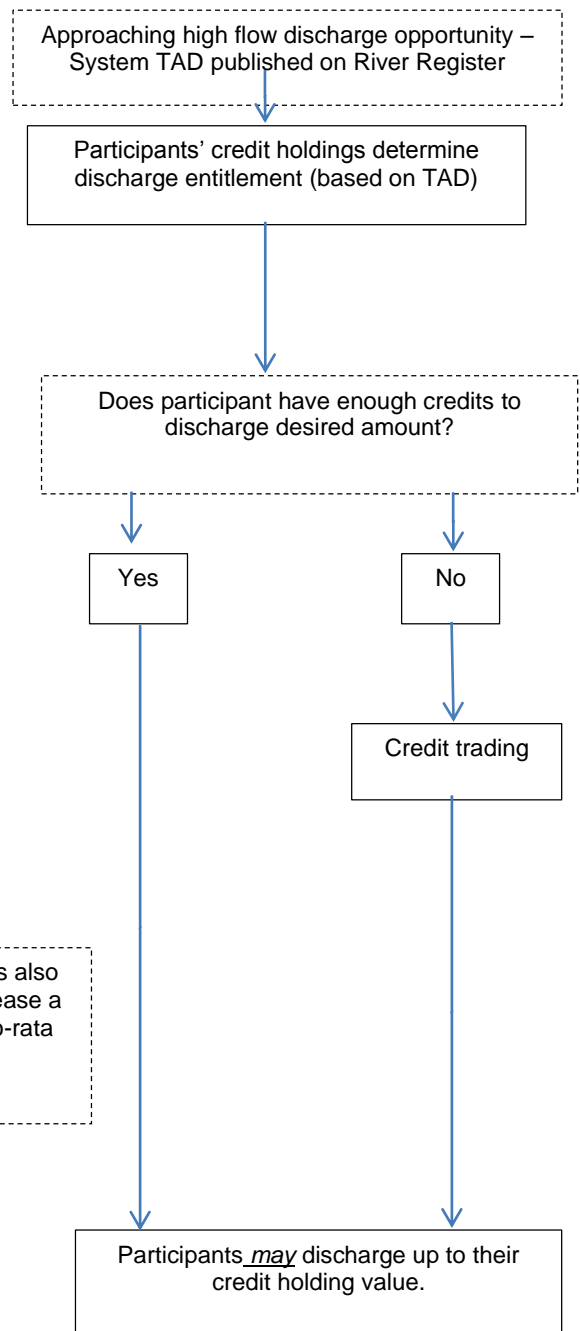 Approaching high flow discharge opportunity –
System TAD published on River Register
Participants’ credit holdings determine
discharge entitlement (based on TAD)
Does participant have enough credits to
discharge desired amount?
Yes
No
Credit trading
s also
ease a
o-rata
Participants may discharge up to their
credit holding value.